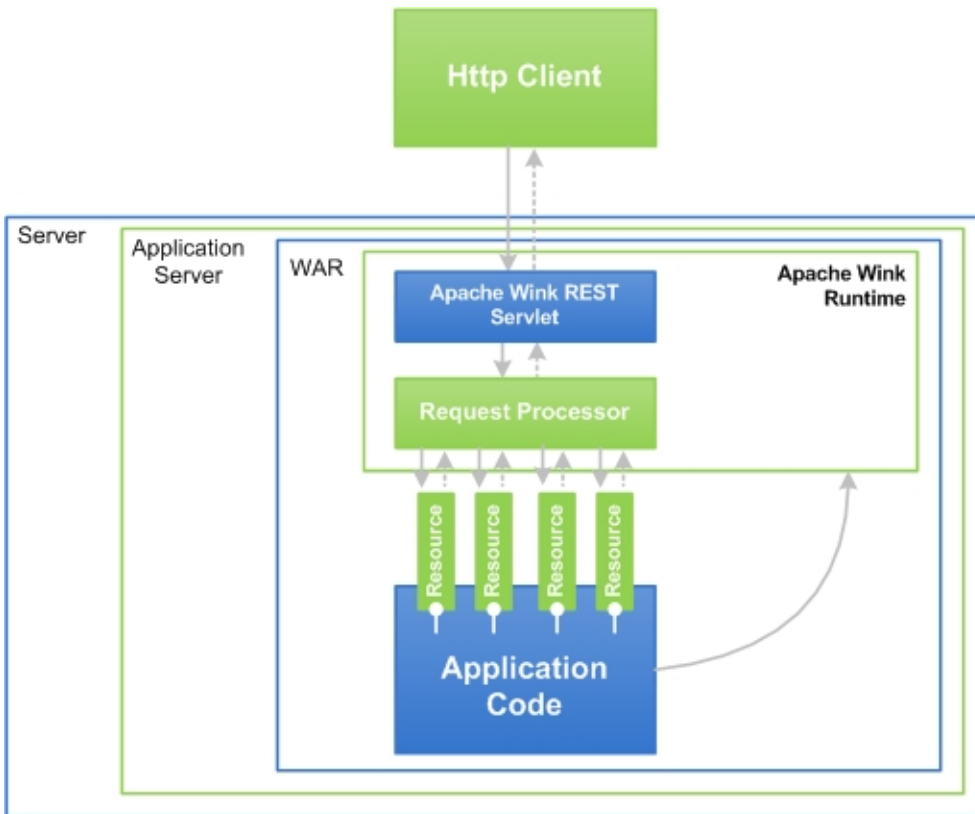 Http Client
Server
Application
Server
WAR
Apache Wink
Runtime
Apache Wink REST
Servlet
Request Processor
Resource
Resource
Resource
Resource
Application
Code